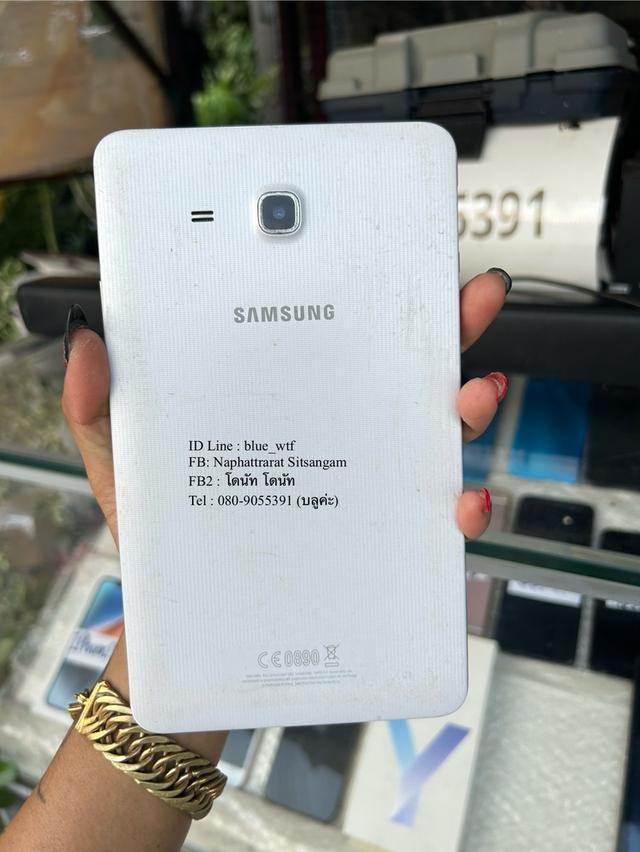 5391
SAMSUNG
ID Line : blue_wtf
FB: Naphattrarat Sitsangam
FB2 : โดนัท โดนัท
Tel : 080-9055391 (บลูค่ะ)
CE0890